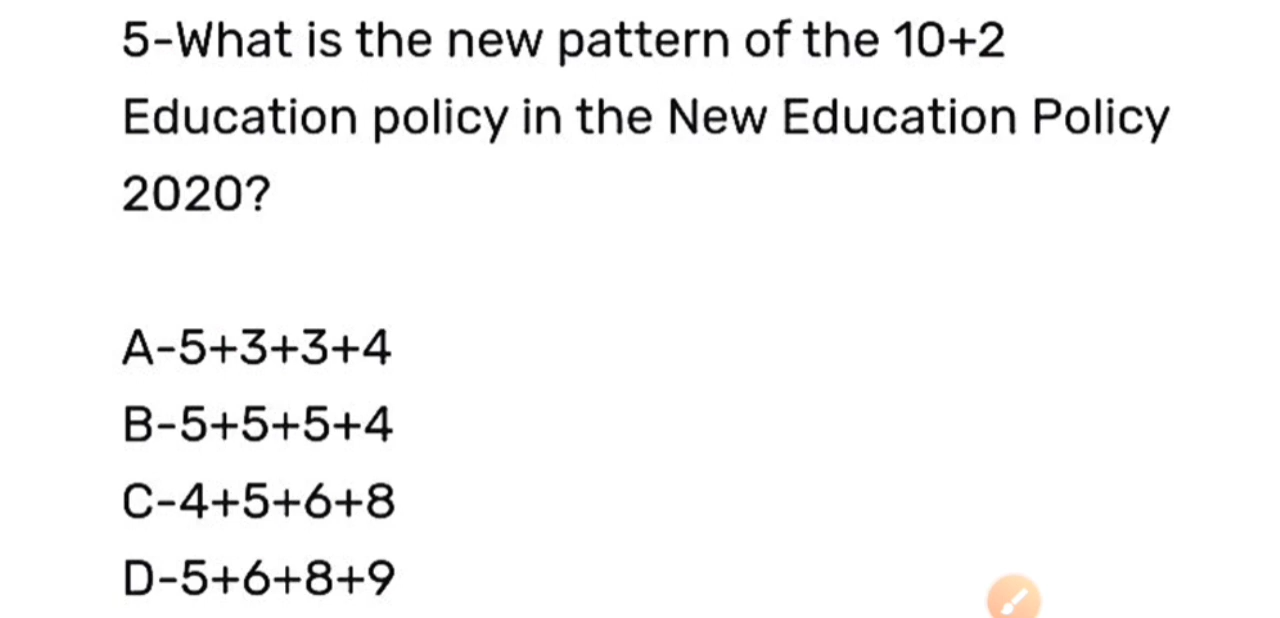 5-What is the new pattern of the 10+2
Education policy in the New Education Policy
2020?
A-5+3+3+4
B-5+5+5+4
C-4+5+6+8
D-5+6+8+9